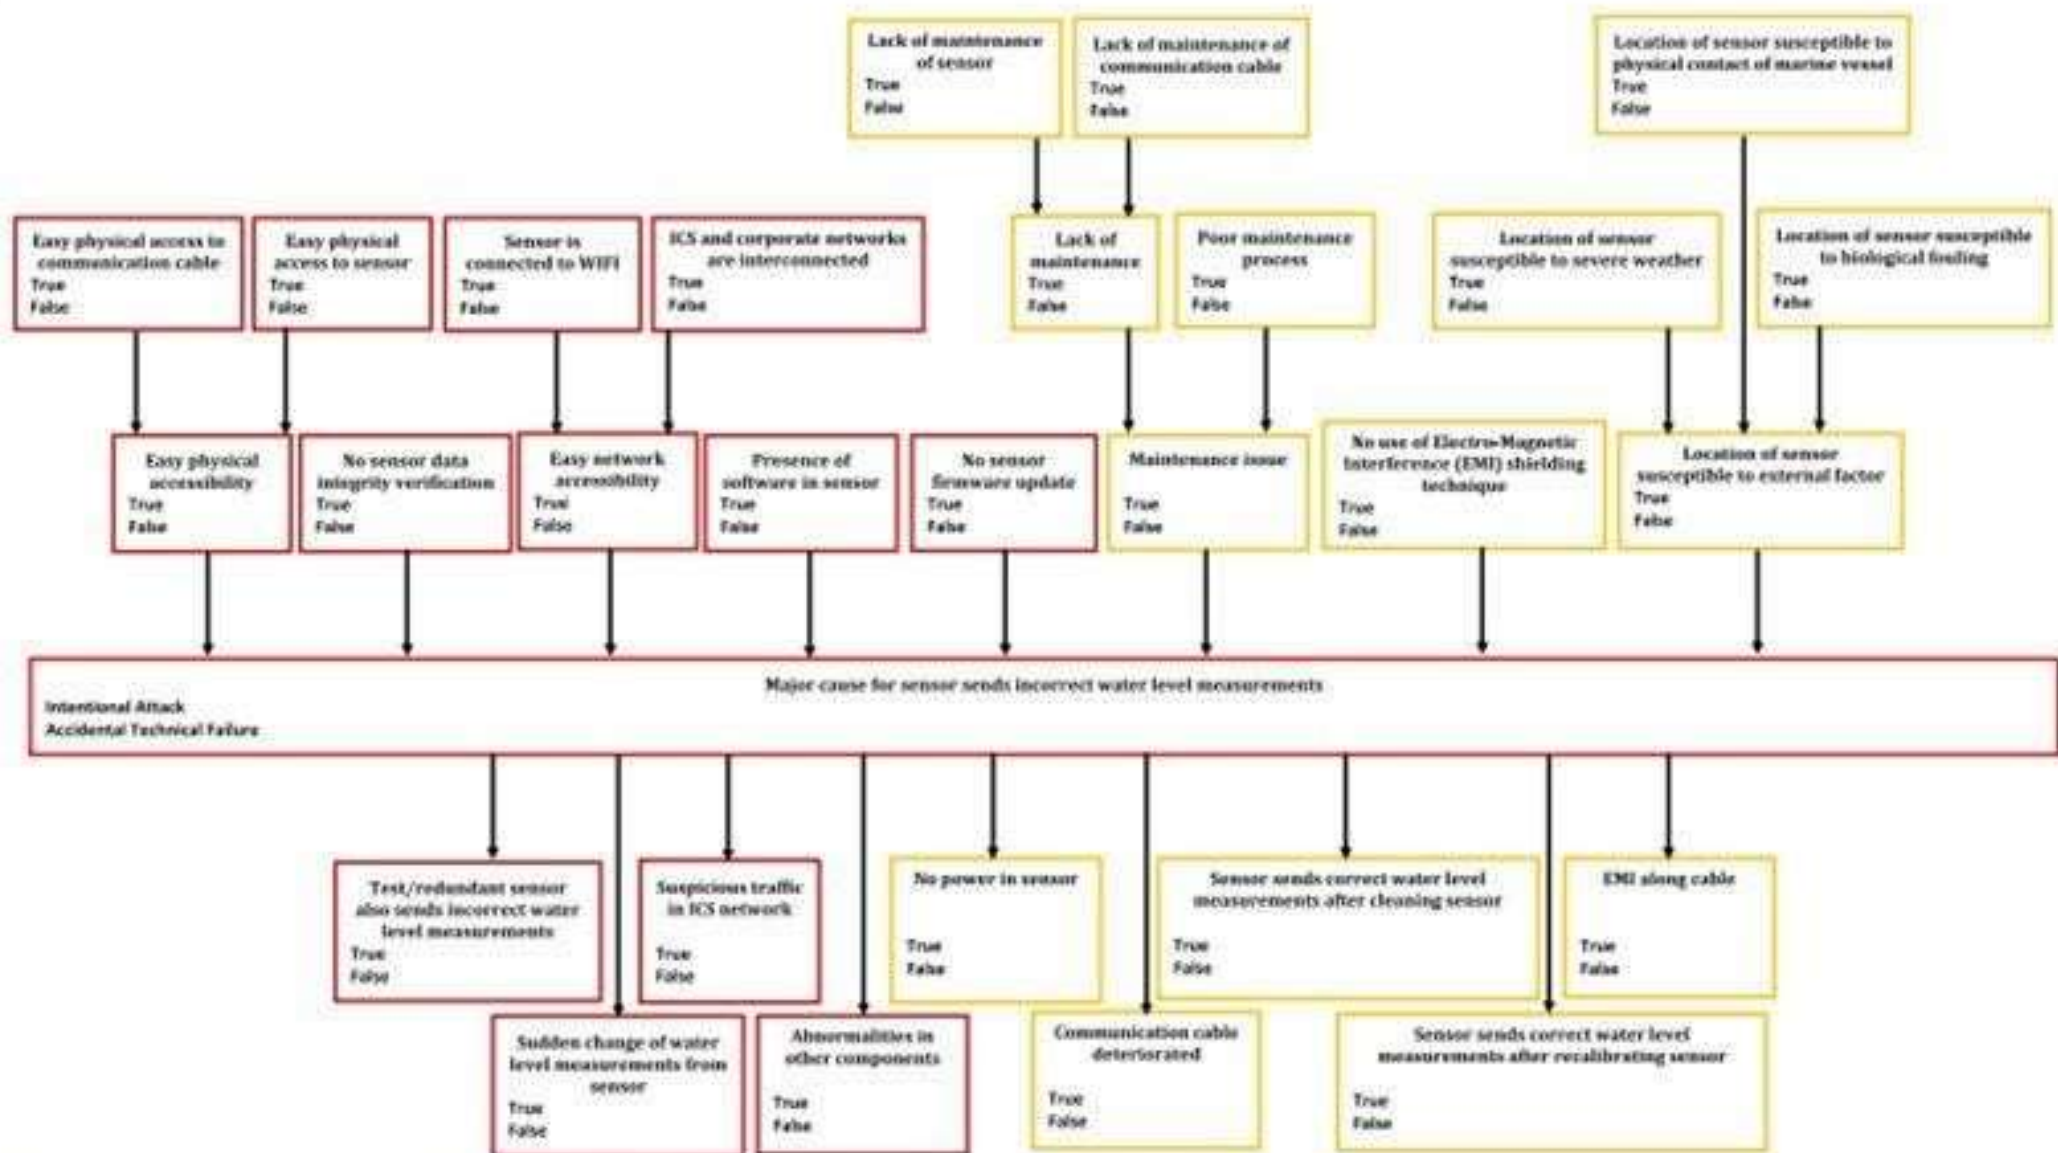 Lack of maintenance
of sensor
True
False
Lack of maintenance of
communication cable
True
False
Location of sensor susceptible to
physical contact of marine vessel
True
False
Easy physical access to
communication cable
True
False
Easy physical
access to sensor
True
False
Sensor is
connected to WIFI
True
False
ICS and corporate networks
are interconnected
True
False
Lack of
maintenance
True
False
Poor maintenance
process
True
False
Location of sensor
susceptible to severe weather
True
False
Location of sensor susceptible
to biological fouling
True
False
Easy physical
accessibility
True
False
No sensor data
integrity verification
True
False
Easy network
accessibility
True
False
Presence of
software in sensor
True
False
No sensor
firmware update
True
False
Maintenance issue
True
False
No use of Electro-Magnetic
Interference (EMI) shielding
technique
True
False
Location of sensor
susceptible to external factor
True
False
Major cause for sensor sends incorrect water level measurements
Intentional Attack
Accidental Technical Failure
Test/redundant sensor
also sends incorrect water
level measurements
True
False
Suspicious traffic
in ICS network
True
False
No power in sensor
True
False
Sensor sends correct water level
measurements after cleaning sensor
True
False
EMI along cable
True
False
Sudden change of water
level measurements from
sensor
True
False
Abnormalities in
other components
True
False
Communication cable
deteriorated
True
False
Sensor sends correct water level
measurements after recalibrating sensor
True
False